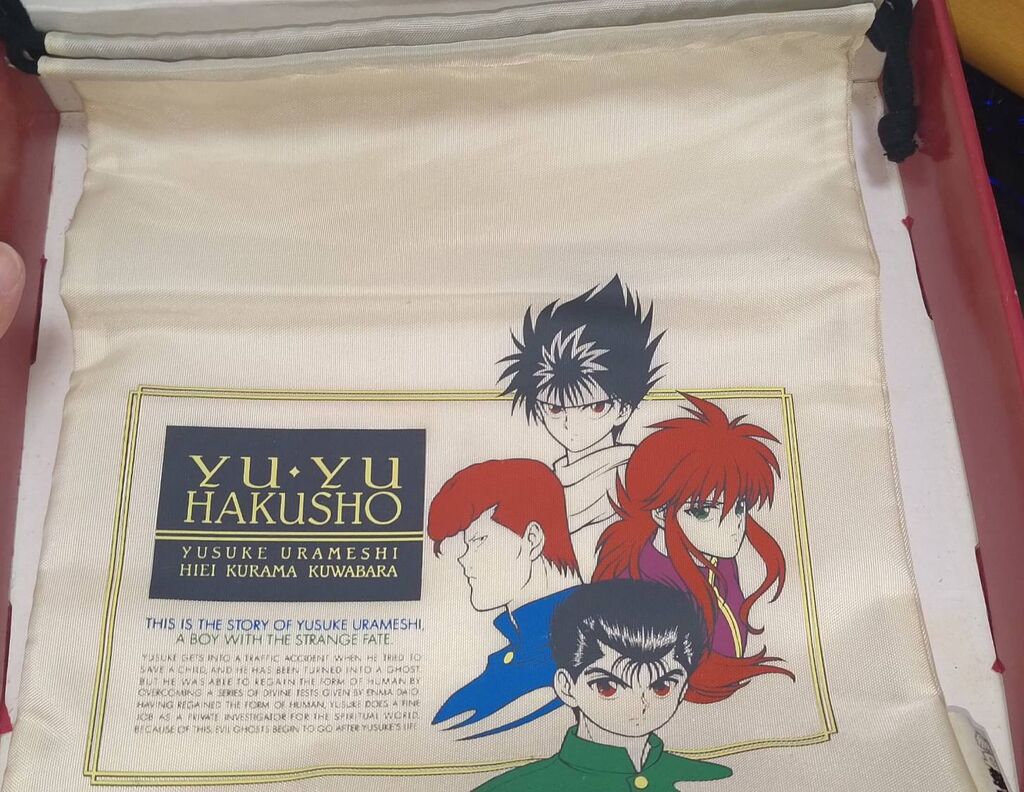 YU·YU
HAKUSHO
YUSUKE URAMESHI
HIEI KURAMA KUWABARA
THIS IS THE STORY OF YUSUKE URAMESHI,
A BOY WITH THE STRANGE FATE.
YUSUKE GETS INTO A TRAFFIC ACCIDENT WHEN HE TRIED TO
SAVE A CHILD, AND HE HAS BEEN TURNED INTO A GHOST.
BUT HE WAS ABLE TO REGAIN THE FORM OF HUMAN BY
OVERCOMING A SERIES OF DIVINE TESTS GIVEN BY ENMA DAIO.
HAVING REGAINED THE FORM OF HUMAN, YUSUKE DOES A FINE
JOB AS A PRIVATE INVESTIGATOR FOR THE SPIRITUAL WORLD.
BECAUSE OF THIS, EVIL GHOSTS BEGIN TO GO AFTER YUSUKE'S LIFE.